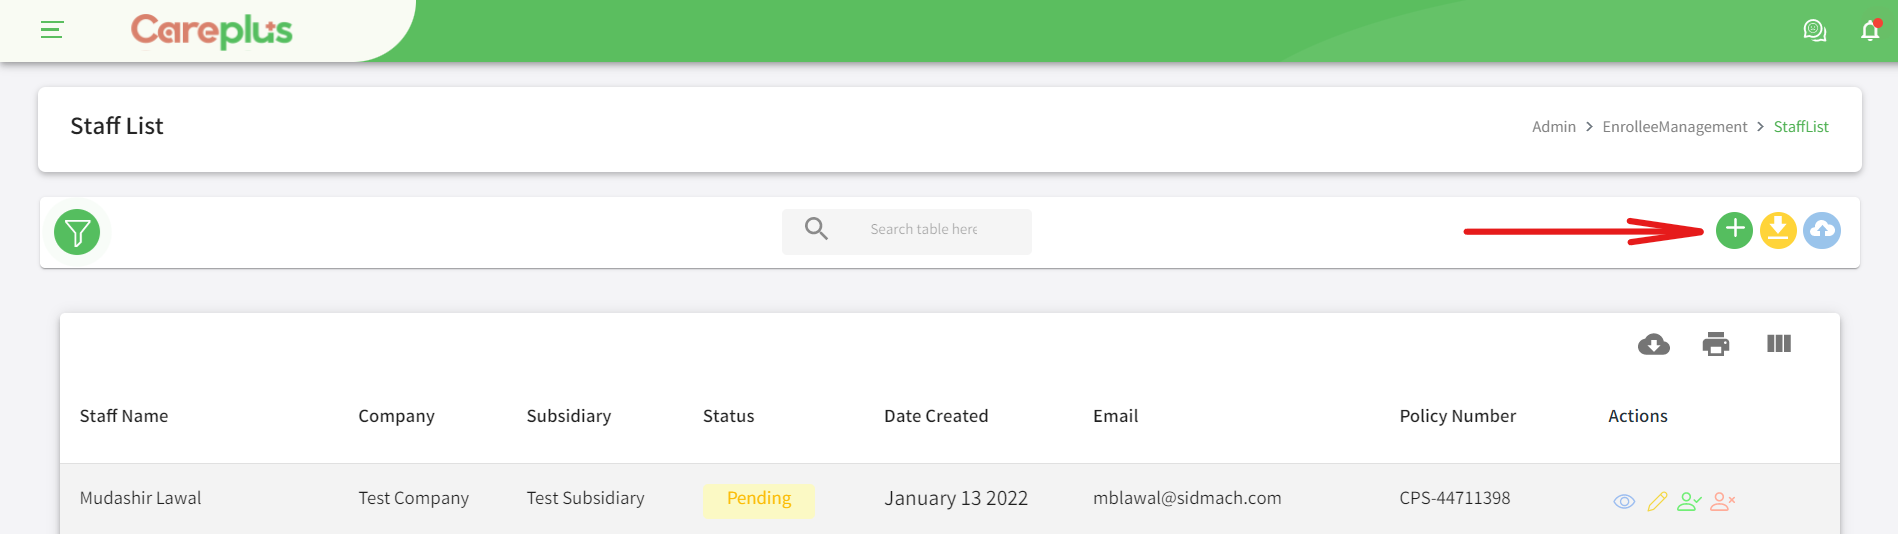 Careplus
Staff List
Admin > EnrolleeManagement > StaffList
Search table here
Staff Name Company Subsidiary Status Date Created Email Policy Number Actions
Mudashir Lawal Test Company Test Subsidiary Pending January 13 2022 mblawal@sidmach.com CPS-44711398